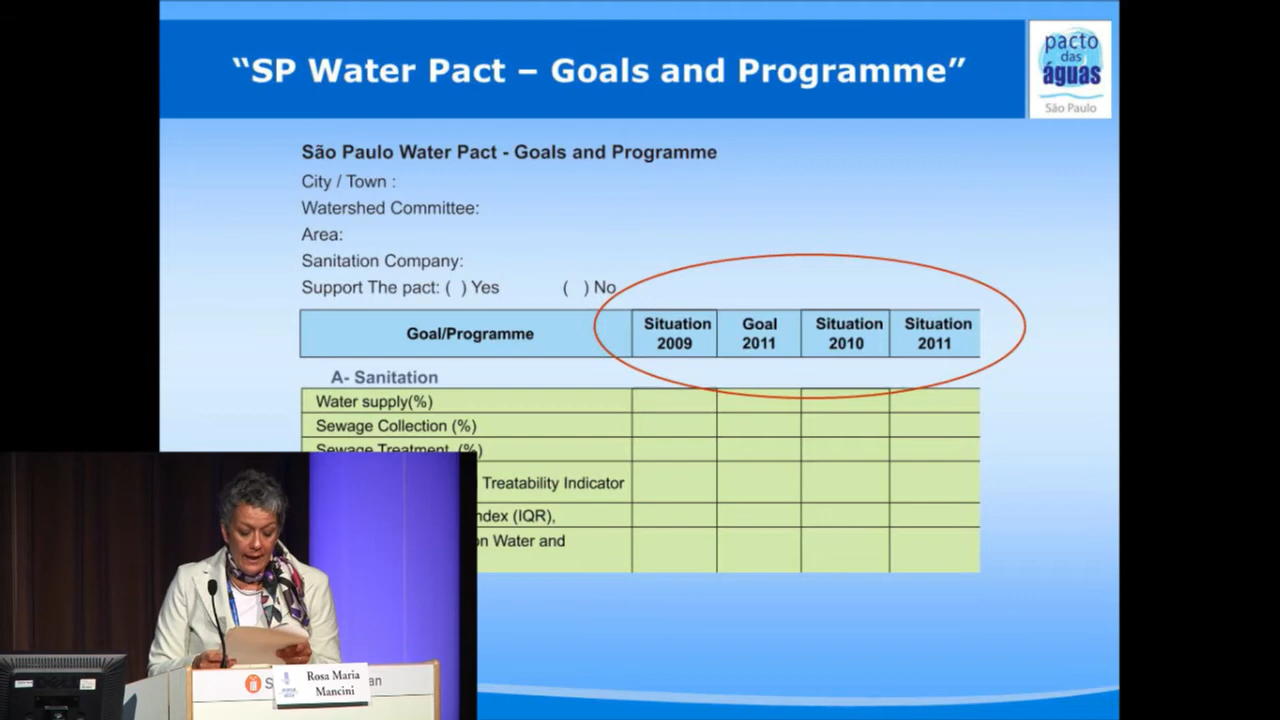 “SP Water Pact – Goals and Programme”
pacto
das
águas
São Paulo
São Paulo Water Pact - Goals and Programme
City / Town :
Watershed Committee:
Area:
Sanitation Company:
Support The pact: ( ) Yes ( ) No
Goal/Programme
Situation 2009
Goal 2011
Situation 2010
Situation 2011
A- Sanitation
Water supply(%)
Sewage Collection (%)
Sewage Treatment (%)
Treatability Indicator
(IQR),
Water and
Rosa Maria
Mancini